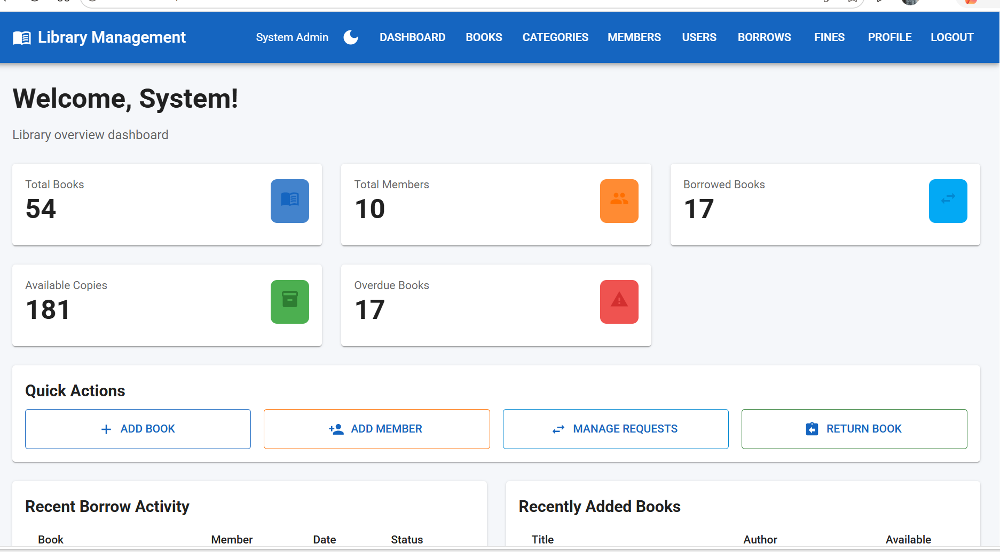 Library Management
System Admin
DASHBOARD
BOOKS
CATEGORIES
MEMBERS
USERS
BORROWS
FINES
PROFILE
LOGOUT
Welcome, System!
Library overview dashboard
Total Books
54
Total Members
10
Borrowed Books
17
Available Copies
181
Overdue Books
17
Quick Actions
ADD BOOK
ADD MEMBER
MANAGE REQUESTS
RETURN BOOK
Recent Borrow Activity
Book Member Date Status
Recently Added Books
Title Author Available